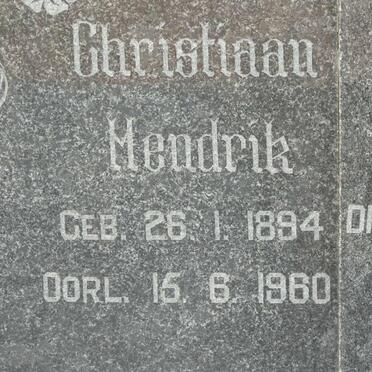 Christiaan
Hendrik
GEB. 26. 1. 1894
OORL. 15. 6. 1960